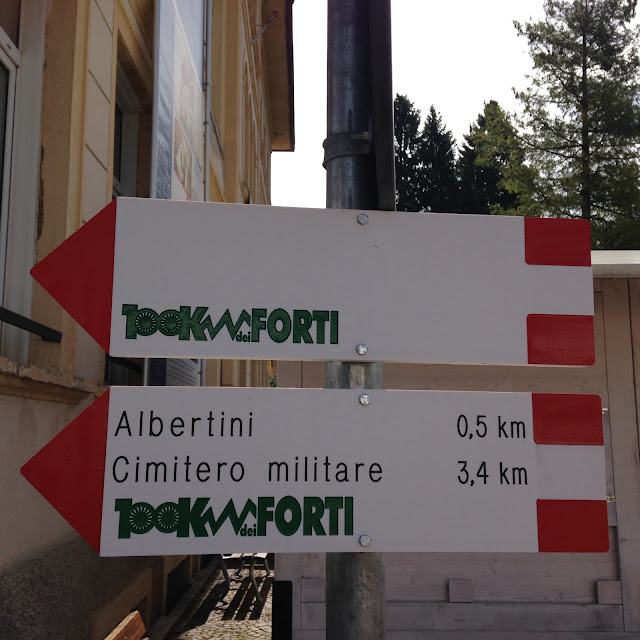 100Km dei FORTI
Albertini 0,5 km
Cimitero militare 3,4 km
100Km dei FORTI